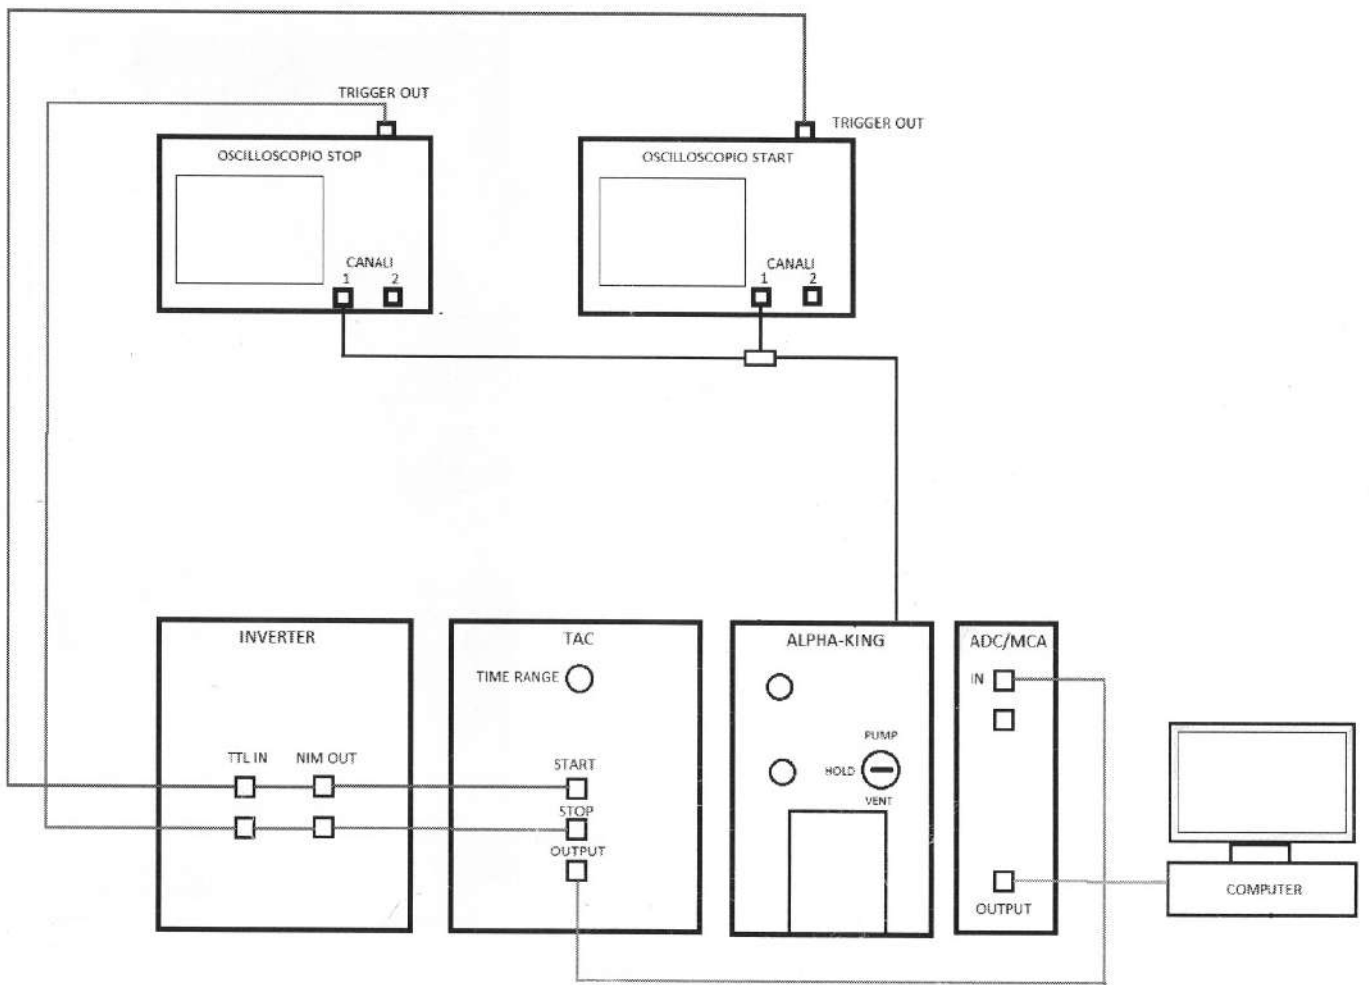 TRIGGER OUT
TRIGGER OUT
OSCILLOSCOPIO STOP
OSCILLOSCOPIO START
CANALI
1 2
CANALI
1 2
INVERTER
TAC
ALPHA-KING
ADC/MCA
TIME RANGE
IN
PUMP
HOLD
VENT
TTL IN
NIM OUT
START
STOP
OUTPUT
OUTPUT
COMPUTER